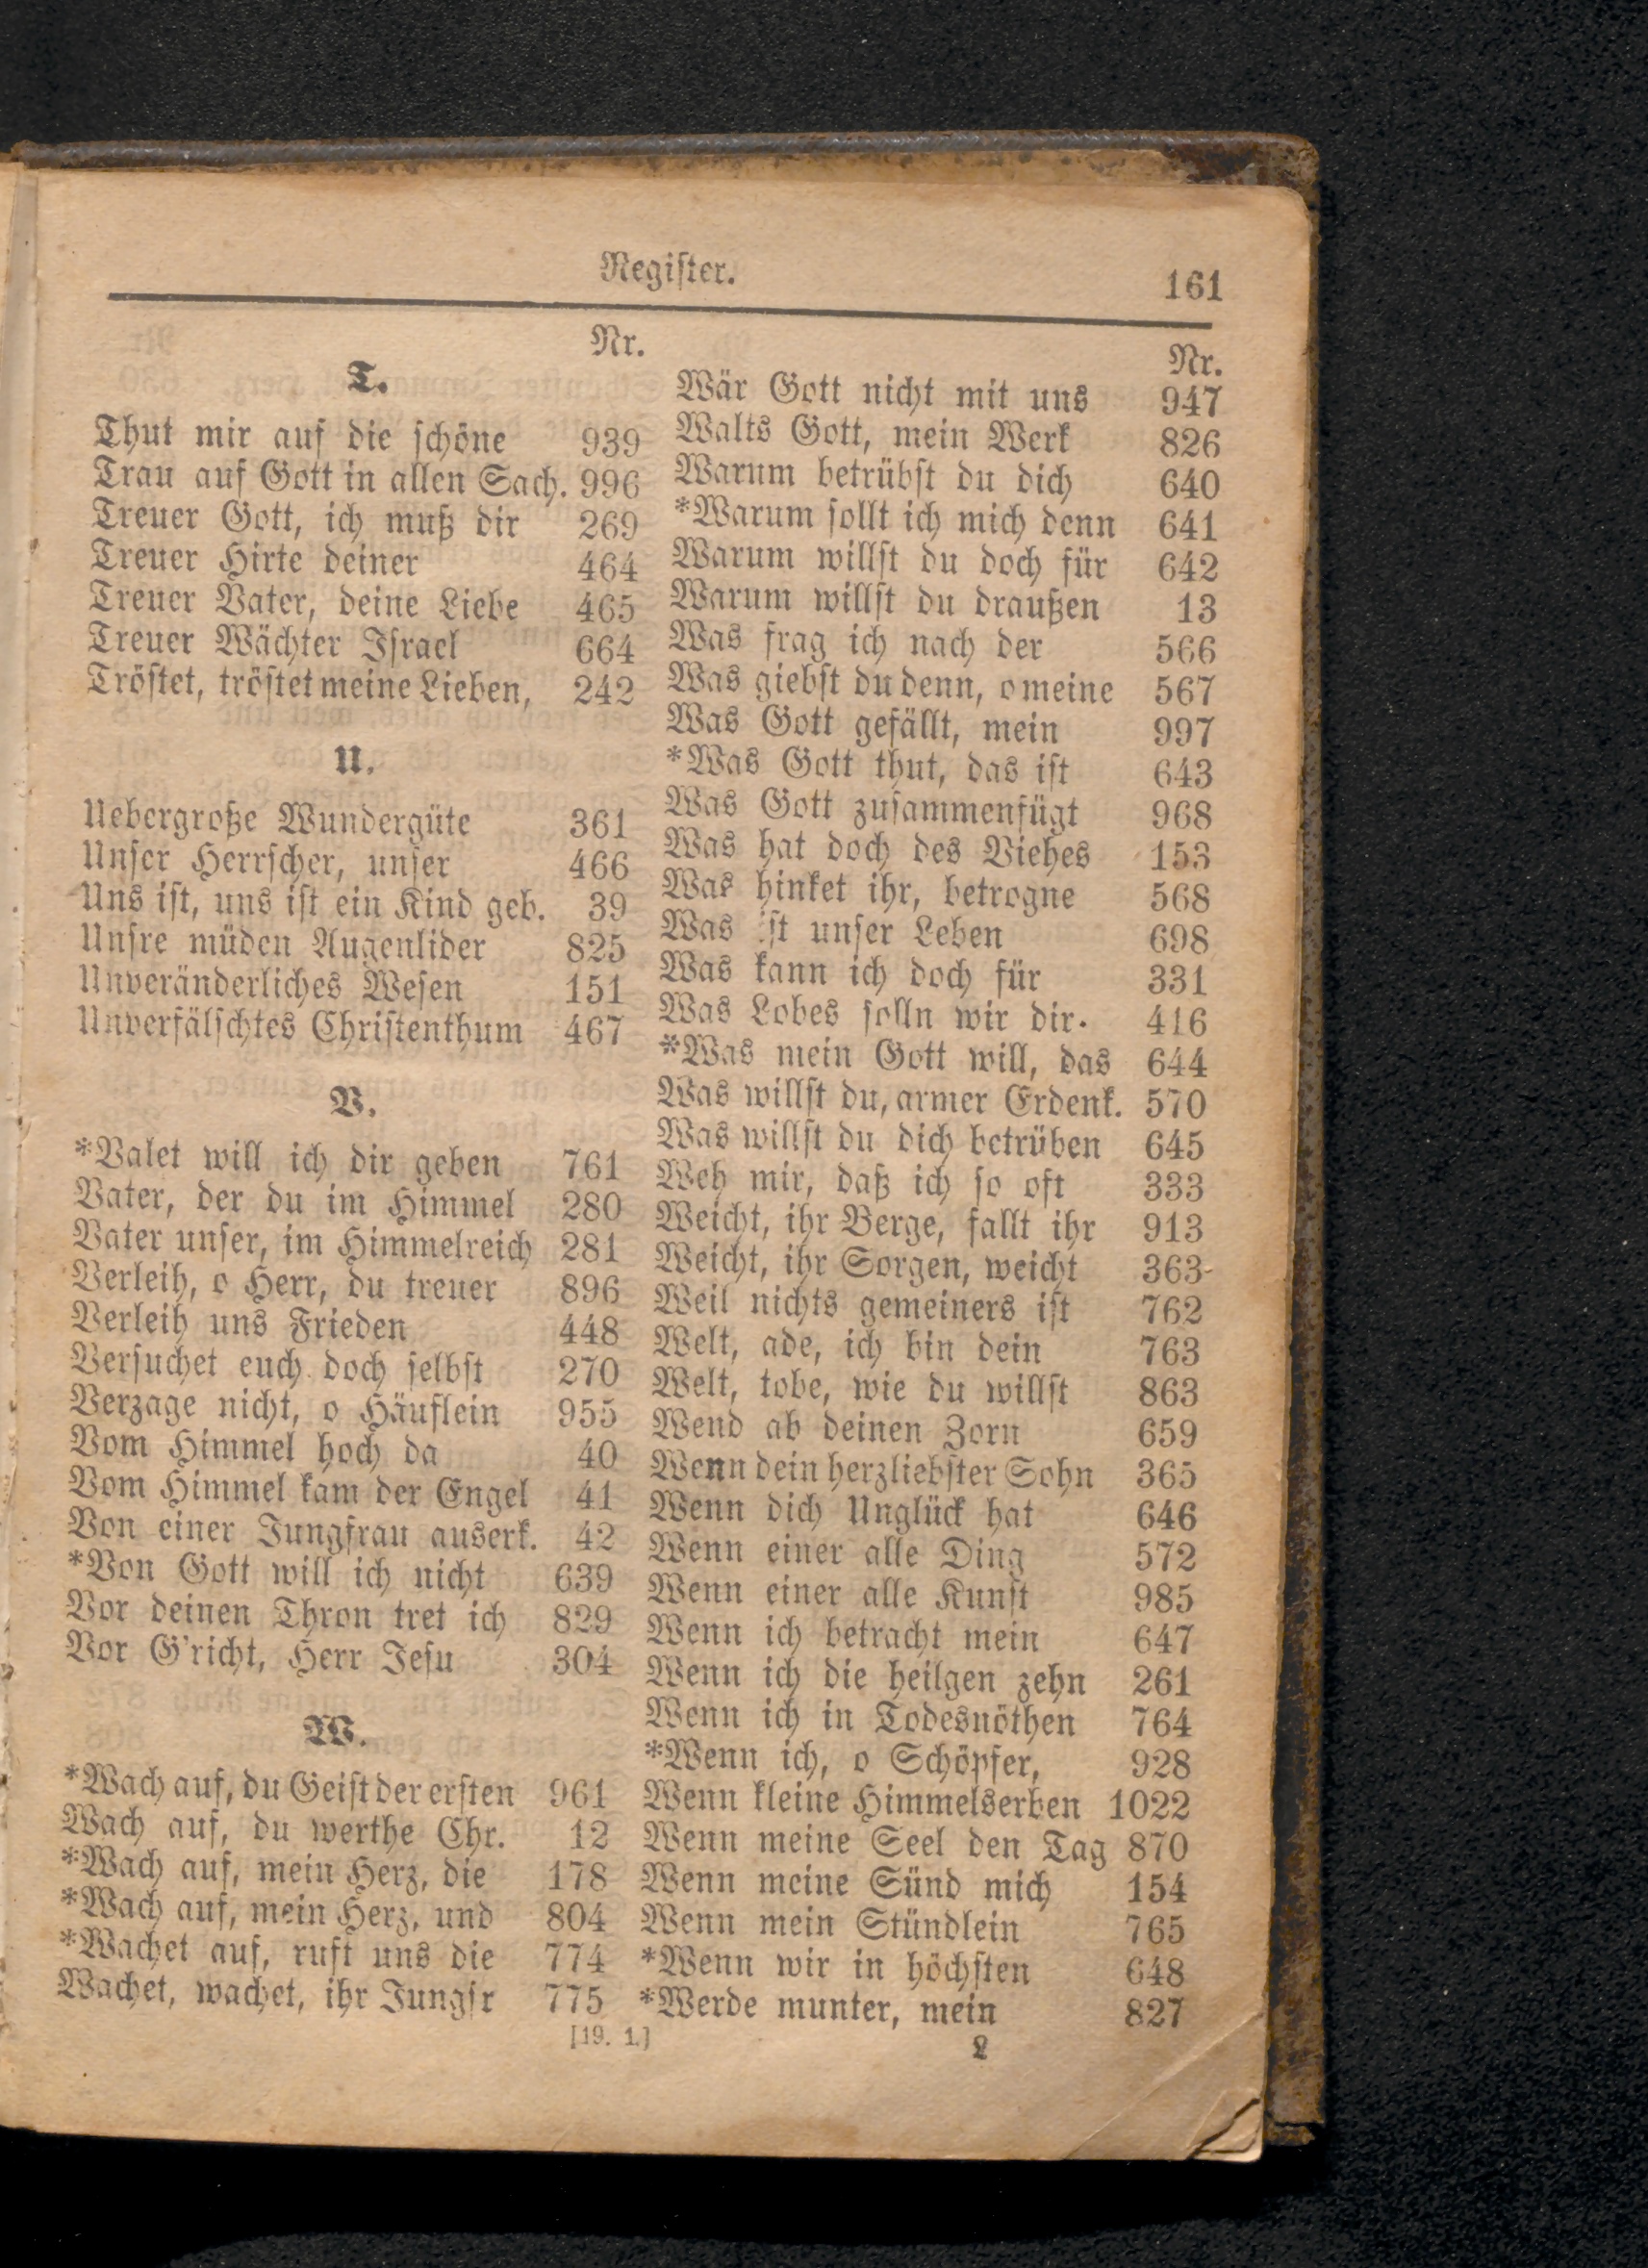 Register.
161
Nr.
T.
Thut mir auf die schöne 939
Trau auf Gott in allen Sach. 996
Treuer Gott, ich muß dir 269
Treuer Hirte deiner 464
Treuer Vater, deine Liebe 465
Treuer Wächter Israel 664
Tröstet, tröstet meine Lieben, 242
U.
Uebergroße Wundergüte 361
Unser Herrscher, unser 466
Uns ist, uns ist ein Kind geb. 39
Unsre müden Augenlider 825
Unveränderliches Wesen 151
Unverfälschtes Christenthum 467
V.
*Valet will ich dir geben 761
Vater, der du im Himmel 280
Vater unser, im Himmelreich 281
Verleih, o Herr, du treuer 896
Verleih uns Frieden 448
Versuchet euch doch selbst 270
Verzage nicht, o Häuflein 955
Vom Himmel hoch da 40
Vom Himmel kam der Engel 41
Von einer Jungfrau auserk. 42
*Von Gott will ich nicht 639
Vor deinen Thron tret ich 829
Vor G'richt, Herr Jesu 304
W.
*Wach auf, du Geist der ersten 961
Wach auf, du werthe Chr. 12
*Wach auf, mein Herz, die 178
*Wach auf, mein Herz, und 804
*Wachet auf, ruft uns die 774
Wachet, wachet, ihr Jungfr 775
Nr.
Wär Gott nicht mit uns 947
Walts Gott, mein Werk 826
Warum betrübst du dich 640
*Warum sollt ich mich denn 641
Warum willst du doch für 642
Warum willst du draußen 13
Was frag ich nach der 566
Was giebst du denn, o meine 567
Was Gott gefällt, mein 997
*Was Gott thut, das ist 643
Was Gott zusammenfügt 968
Was hat doch des Viehes 153
Was hinket ihr, betrogne 568
Was ist unser Leben 698
Was kann ich doch für 331
Was Lobes solln wir dir. 416
*Was mein Gott will, das 644
Was willst du, armer Erdenk. 570
Was willst du dich betrüben 645
Weh mir, daß ich so oft 333
Weicht, ihr Berge, fallt ihr 913
Weicht, ihr Sorgen, weicht 363
Weil nichts gemeiners ist 762
Welt, ade, ich bin dein 763
Welt, tobe, wie du willst 863
Wend ab deinen Zorn 659
Wenn dein herzliebster Sohn 365
Wenn dich Unglück hat 646
Wenn einer alle Ding 572
Wenn einer alle Kunst 985
Wenn ich betracht mein 647
Wenn ich die heilgen zehn 261
Wenn ich in Todesnöthen 764
*Wenn ich, o Schöpfer, 928
Wenn kleine Himmelserben 1022
Wenn meine Seel den Tag 870
Wenn meine Sünd mich 154
Wenn mein Stündlein 765
*Wenn wir in höchsten 648
*Werde munter, mein 827
[19. 1.]
L